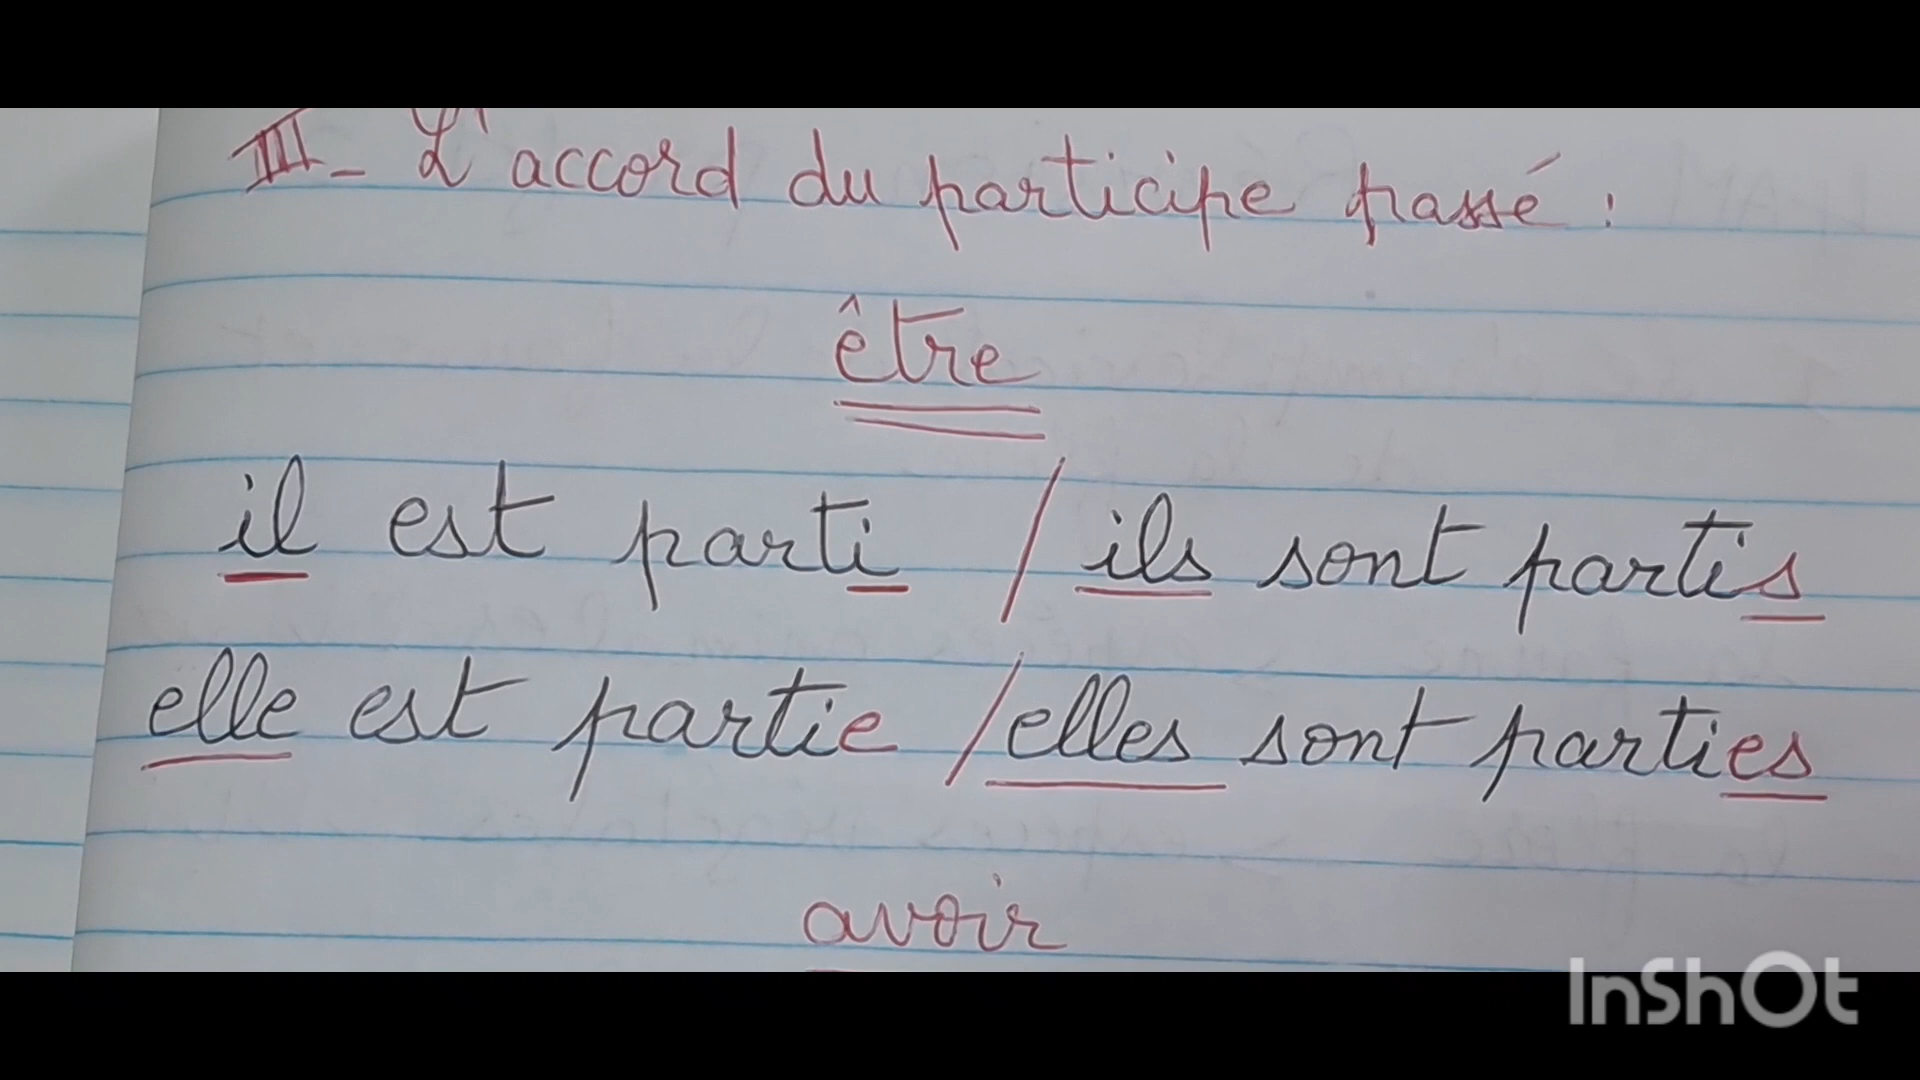 III- L'accord du participe passé :
être
il est parti / ils sont partis
elle est partie / elles sont parties
avoir
InShOt